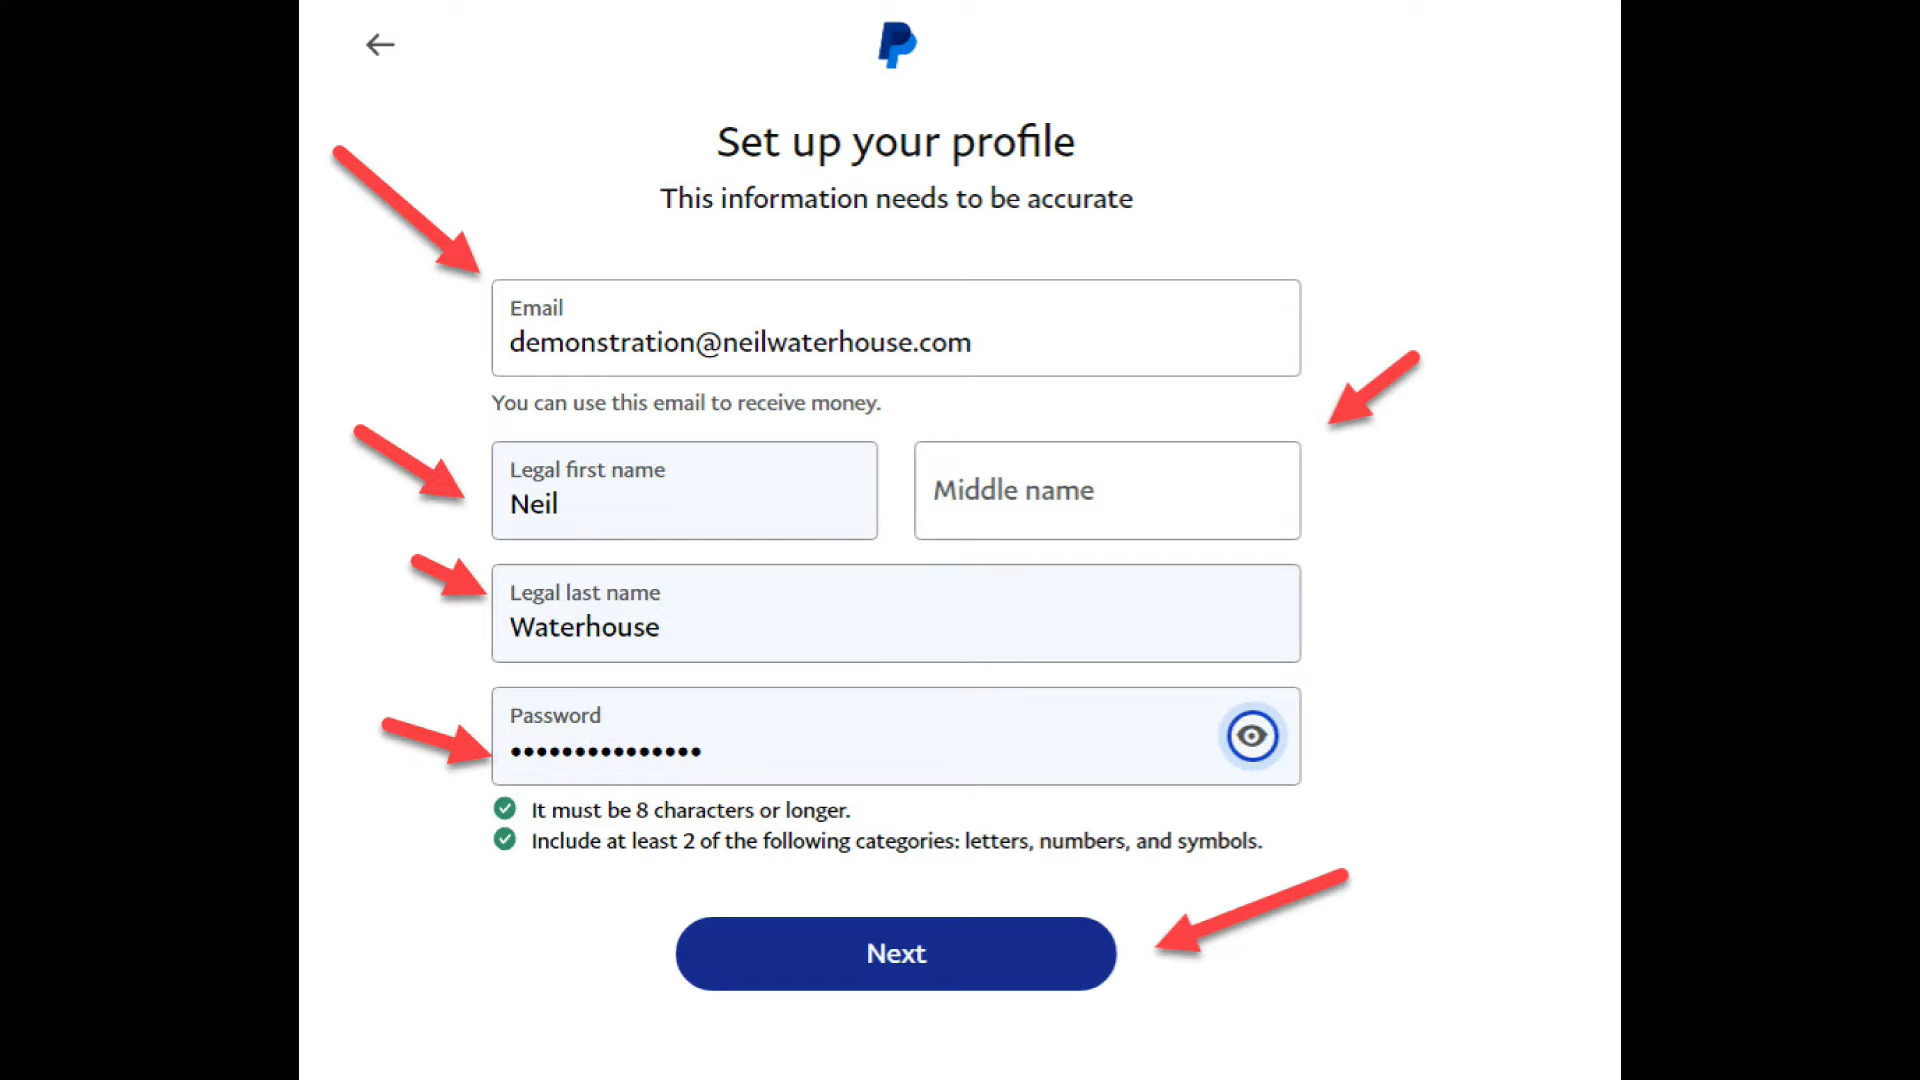 Set up your profile
This information needs to be accurate
Email
demonstration@neilwaterhouse.com
You can use this email to receive money.
Legal first name
Neil
Middle name
Legal last name
Waterhouse
Password
•••••••••••••••
It must be 8 characters or longer.
Include at least 2 of the following categories: letters, numbers, and symbols.
Next